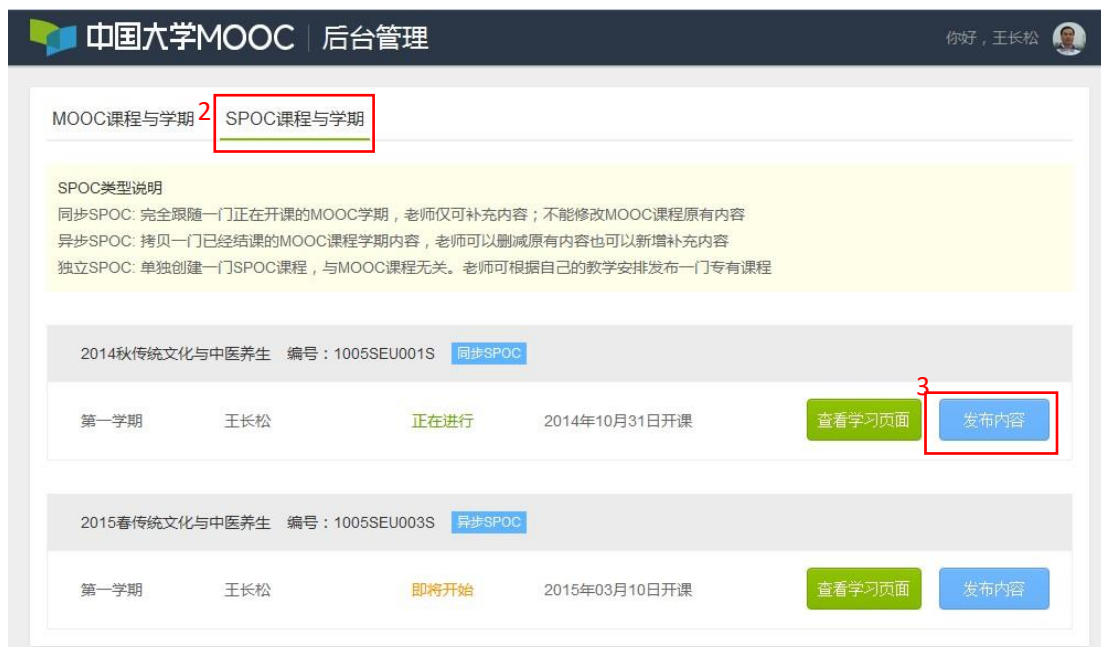 中国大学MOOC | 后台管理
你好，王长松
MOOC课程与学期 2 SPOC课程与学期
SPOC类型说明
同步SPOC: 完全跟随一门正在开课的MOOC学期，老师仅可补充内容；不能修改MOOC课程原有内容
异步SPOC: 拷贝一门已经结课的MOOC课程学期内容，老师可以删减原有内容也可以新增补充内容
独立SPOC: 单独创建一门SPOC课程，与MOOC课程无关。老师可根据自己的教学安排发布一门专有课程
2014秋传统文化与中医养生 编号：1005SEU001S 同步SPOC
3
第一学期 王长松 正在进行 2014年10月31日开课 查看学习页面 发布内容
2015春传统文化与中医养生 编号：1005SEU003S 异步SPOC
第一学期 王长松 即将开始 2015年03月10日开课 查看学习页面 发布内容